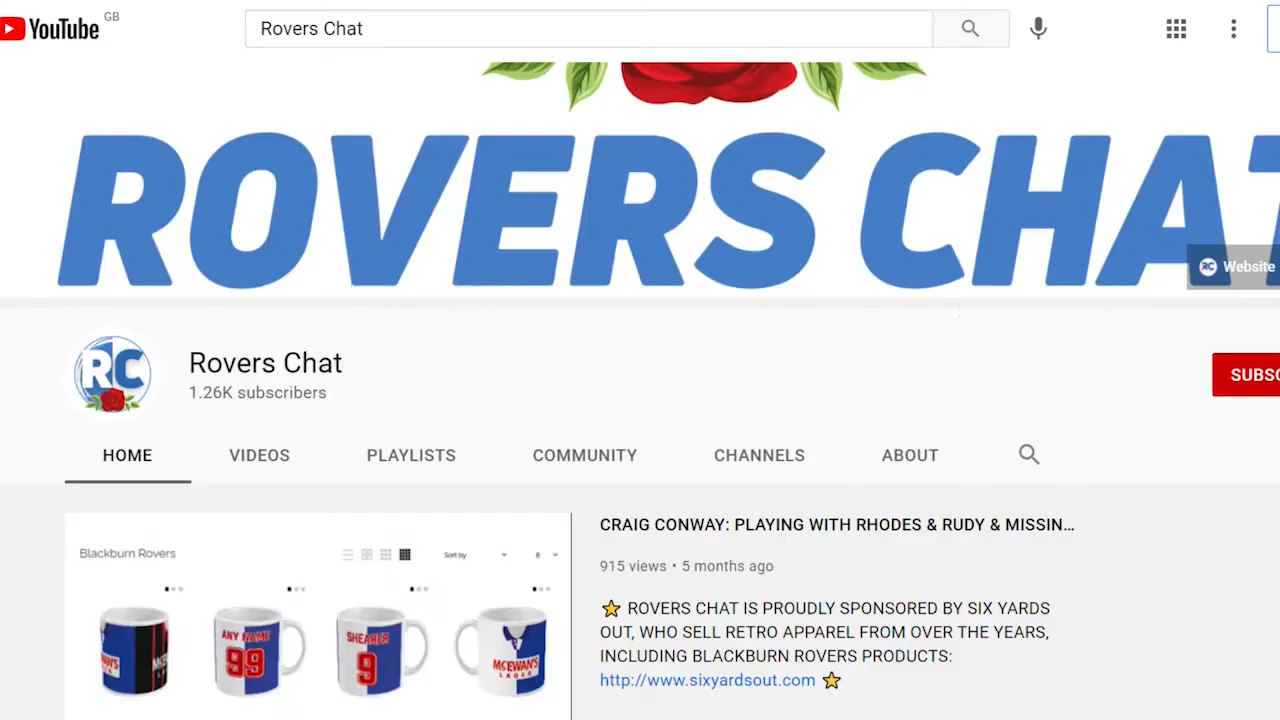 YouTube GB
Rovers Chat
ROVERS CHAT
RC Website
RC
Rovers Chat
1.26K subscribers
SUBSC
HOME VIDEOS PLAYLISTS COMMUNITY CHANNELS ABOUT
CRAIG CONWAY: PLAYING WITH RHODES & RUDY & MISSIN…
915 views • 5 months ago
⭐ ROVERS CHAT IS PROUDLY SPONSORED BY SIX YARDS
OUT, WHO SELL RETRO APPAREL FROM OVER THE YEARS,
INCLUDING BLACKBURN ROVERS PRODUCTS:
http://www.sixyardsout.com ⭐
Blackburn Rovers
Sort by
ANY NAME
99
SHEARER
9
McEWAN'S
LAGER